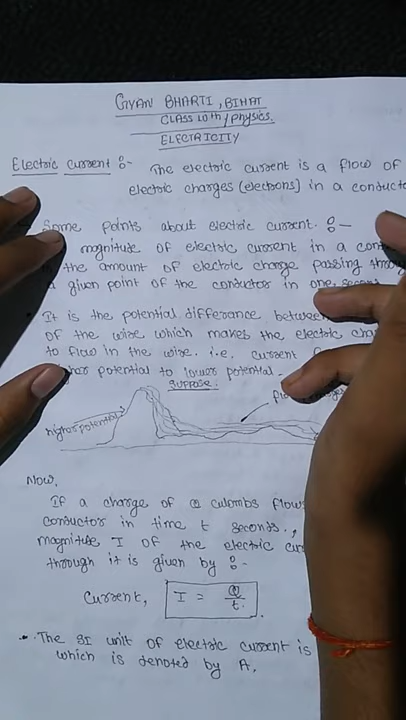 GYAN BHARTI, BIHAT
CLASS 10th/physics.
ELECTRICITY
Electric current :- The electric current is a flow of
electric charges (electrons] in a conducto
Some points about electric current. :-
magnitude of electric current in a con
the amount of electric charge passing throug
given point of the conductor in one second
It is the potential differance between
of the wire which makes the electric cha
to flow in the wire. i.e, current
her potential to lower potential.
SUPPOSE.
higher potential
Now,
If a charge of Q culombs flow
conductor in time t seconds.,
magnitude I of the electric cur
through it is given by :-
Current, I = Q/t.
• The SI unit of electric current is
which is denoted by A.